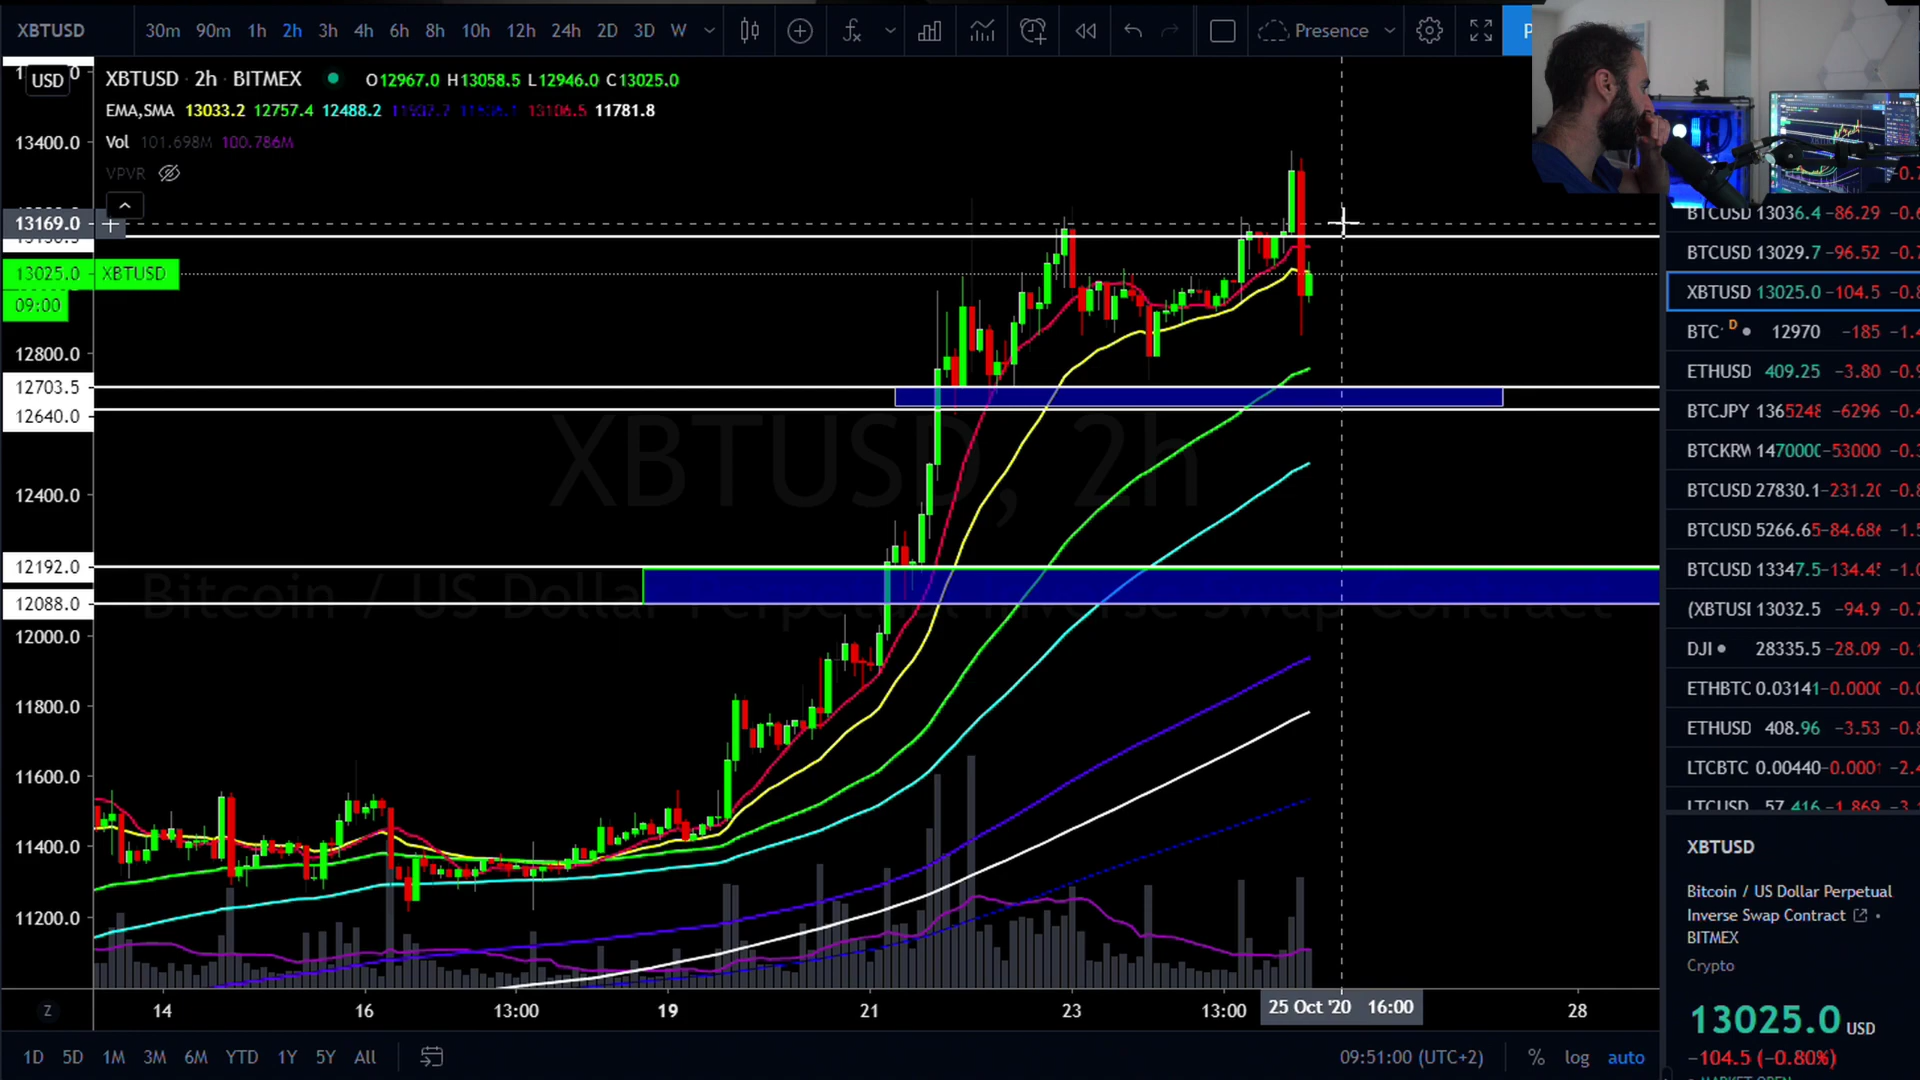 XBTUSD 30m 90m 1h 2h 3h 4h 6h 8h 10h 12h 24h 2D 3D W Presence P
USD XBTUSD · 2h · BITMEX O12967.0 H13058.5 L12946.0 C13025.0
EMA,SMA 13033.2 12757.4 12488.2 13106.5 11781.8
Vol 101.698M 100.786M
VPVR
13400.0
13169.0
13025.0 XBTUSD
09:00
12800.0
12703.5
12640.0
12400.0
12192.0
12088.0
12000.0
11800.0
11600.0
11400.0
11200.0
XBTUSD, 2h
Bitcoin / US Dollar Perpetual Inverse Swap Contract
Z 14 16 13:00 19 21 23 13:00 25 Oct '20 16:00 28
1D 5D 1M 3M 6M YTD 1Y 5Y All 09:51:00 (UTC+2) % log auto
BTCUSD 13036.4 -86.29
BTCUSD 13029.7 -96.52
XBTUSD 13025.0 -104.5
BTC· D 12970 -185
ETHUSD 409.25 -3.80
BTCJPY 1365248 -6296
BTCKRW 1470000 -53000
BTCUSD 27830.1 -231.20
BTCUSD 5266.65 -84.686
BTCUSD 13347.5 -134.45
(XBTUSI 13032.5 -94.9
DJI 28335.5 -28.09
ETHBTC 0.03141 -0.0000
ETHUSD 408.96 -3.53
LTCBTC 0.00440 -0.0001
LTCUSD 57.416 -1.869
XBTUSD
Bitcoin / US Dollar Perpetual
Inverse Swap Contract ·
BITMEX
Crypto
13025.0 USD
-104.5 (-0.80%)
MARKET OPEN